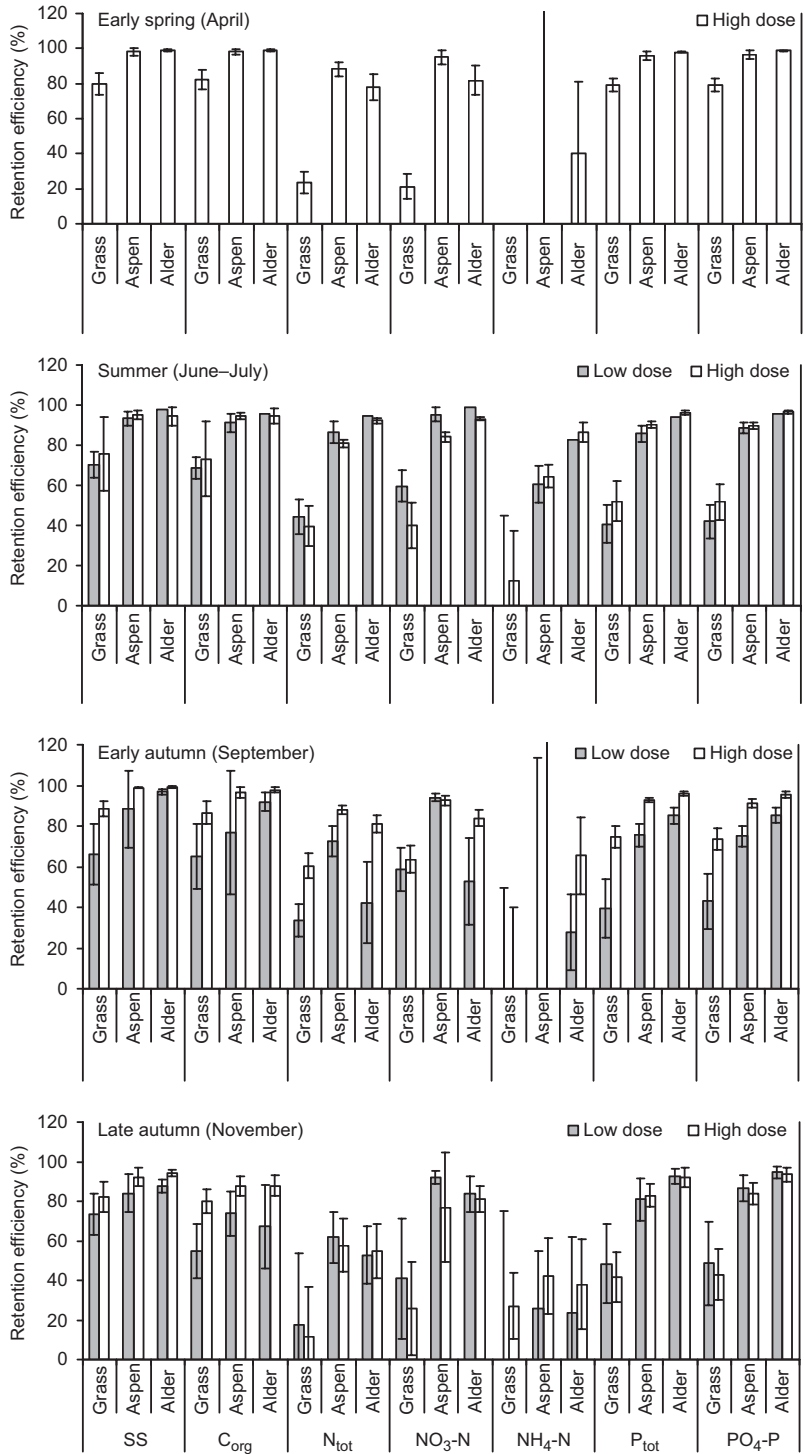 Early spring (April)
High dose
Retention efficiency (%)
120
100
80
60
40
20
0
Grass Aspen Alder Grass Aspen Alder Grass Aspen Alder Grass Aspen Alder Grass Aspen Alder Grass Aspen Alder Grass Aspen Alder
Summer (June–July)
Low dose High dose
Retention efficiency (%)
120
100
80
60
40
20
0
Grass Aspen Alder Grass Aspen Alder Grass Aspen Alder Grass Aspen Alder Grass Aspen Alder Grass Aspen Alder Grass Aspen Alder
Early autumn (September)
Low dose High dose
Retention efficiency (%)
120
100
80
60
40
20
0
Grass Aspen Alder Grass Aspen Alder Grass Aspen Alder Grass Aspen Alder Grass Aspen Alder Grass Aspen Alder Grass Aspen Alder
Late autumn (November)
Low dose High dose
Retention efficiency (%)
120
100
80
60
40
20
0
Grass Aspen Alder Grass Aspen Alder Grass Aspen Alder Grass Aspen Alder Grass Aspen Alder Grass Aspen Alder Grass Aspen Alder
SS C_org N_tot NO₃-N NH₄-N P_tot PO₄-P